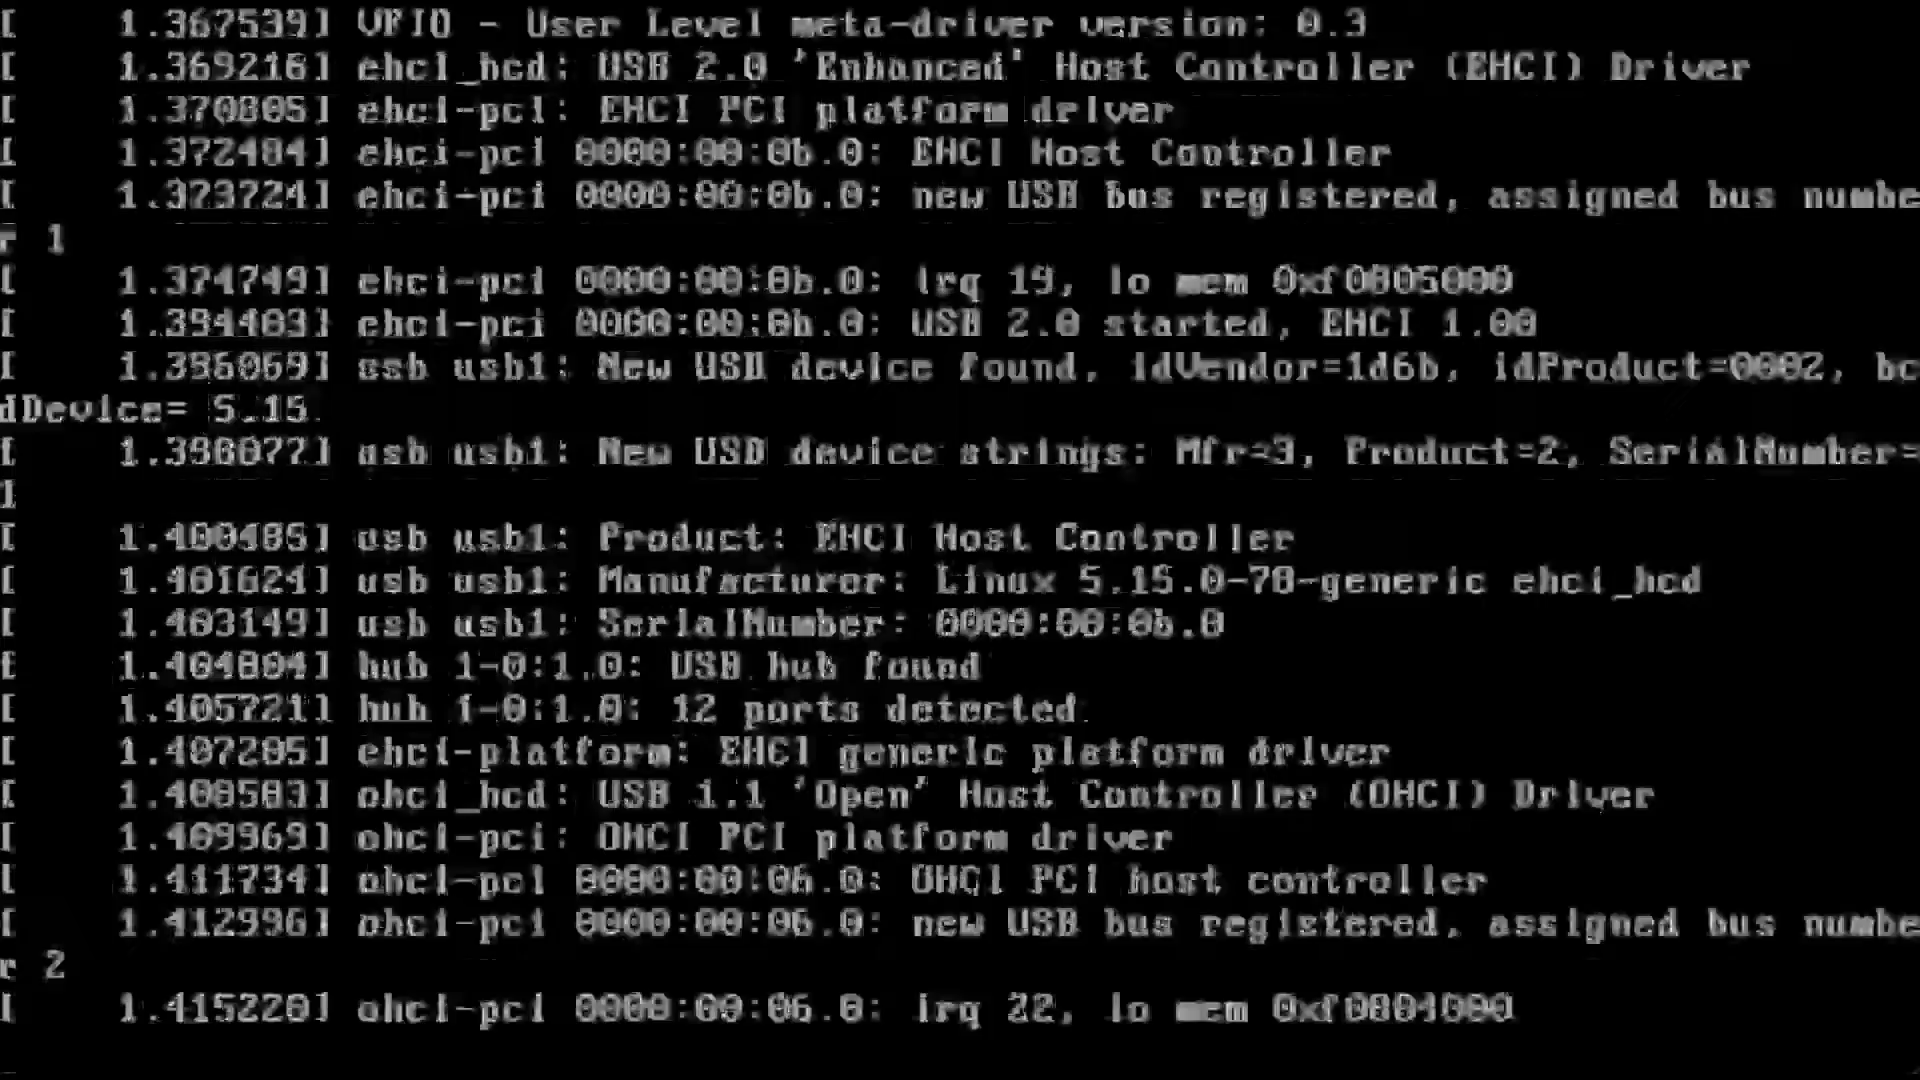 [    1.367539] VFIO - User Level meta-driver version: 0.3
[    1.369216] ehci_hcd: USB 2.0 'Enhanced' Host Controller (EHCI) Driver
[    1.370805] ehci-pci: EHCI PCI platform driver
[    1.372484] ehci-pci 0000:00:0b.0: EHCI Host Controller
[    1.373724] ehci-pci 0000:00:0b.0: new USB bus registered, assigned bus numbe
r 1
[    1.374749] ehci-pci 0000:00:0b.0: irq 19, io mem 0xf0805000
[    1.394403] ehci-pci 0000:00:0b.0: USB 2.0 started, EHCI 1.00
[    1.396069] usb usb1: New USB device found, idVendor=1d6b, idProduct=0002, bc
dDevice= 5.15
[    1.398077] usb usb1: New USB device strings: Mfr=3, Product=2, SerialNumber=
1
[    1.400485] usb usb1: Product: EHCI Host Controller
[    1.401624] usb usb1: Manufacturer: Linux 5.15.0-78-generic ehci_hcd
[    1.403149] usb usb1: SerialNumber: 0000:00:0b.0
[    1.404804] hub 1-0:1.0: USB hub found
[    1.405721] hub 1-0:1.0: 12 ports detected
[    1.407205] ehci-platform: EHCI generic platform driver
[    1.408583] ohci_hcd: USB 1.1 'Open' Host Controller (OHCI) Driver
[    1.409969] ohci-pci: OHCI PCI platform driver
[    1.411734] ohci-pci 0000:00:06.0: OHCI PCI host controller
[    1.412996] ohci-pci 0000:00:06.0: new USB bus registered, assigned bus numbe
r 2
[    1.415220] ohci-pci 0000:00:06.0: irq 22, io mem 0xf0804000